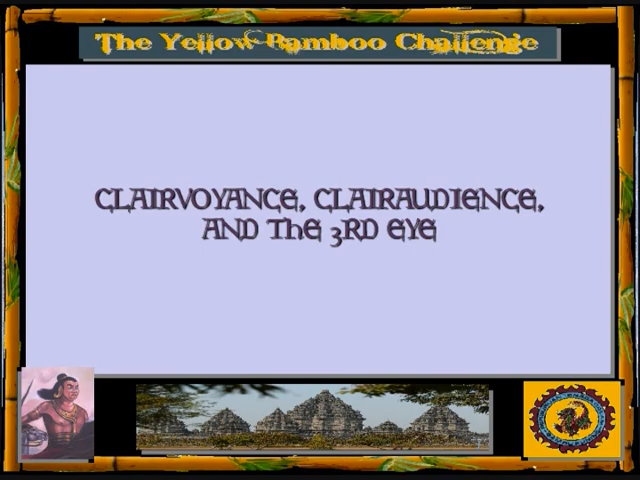 The Yellow Bamboo Challenge
CLAIRVOYANCE, CLAIRAUDIENCE,
AND THE 3RD EYE